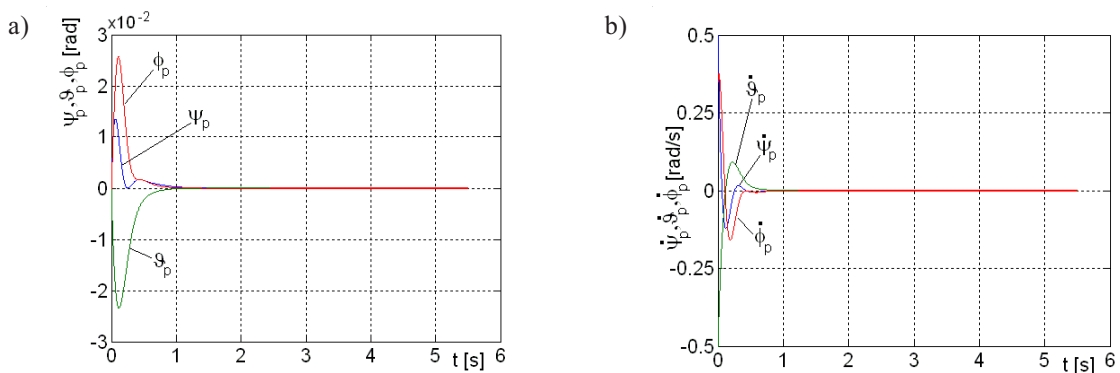 a)
×10⁻²
ψₚ,ϑₚ,ϕₚ [rad]
3
2
1
0
-1
-2
-3
ϕₚ
ψₚ
ϑₚ
0 1 2 3 4 5 6
t [s]
b)
ψ̇ₚ,ϑ̇ₚ,ϕ̇ₚ [rad/s]
0.5
0.25
0
-0.25
-0.5
ϑ̇ₚ
ψ̇ₚ
ϕ̇ₚ
0 1 2 3 4 5 6
t [s]